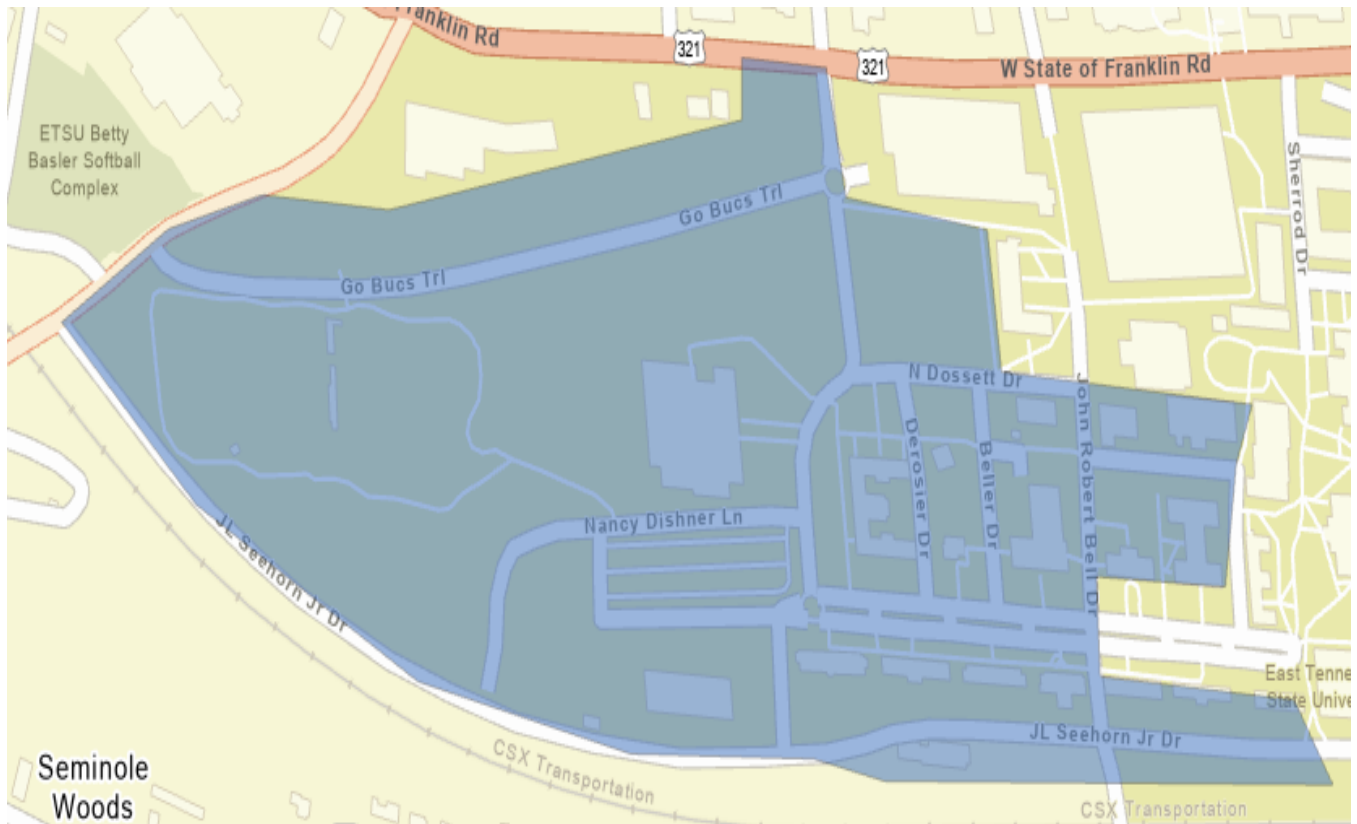 Franklin Rd
321
321
W State of Franklin Rd
ETSU Betty
Basler Softball
Complex
Sherrod Dr
Go Bucs Trl
Go Bucs Trl
N Dossett Dr
John Robert Bell Dr
Derosier Dr
Beller Dr
Nancy Dishner Ln
JL Seehorn Jr Dr
East Tenne
State Unive
JL Seehorn Jr Dr
CSX Transportation
Seminole
Woods
CSX Transportation